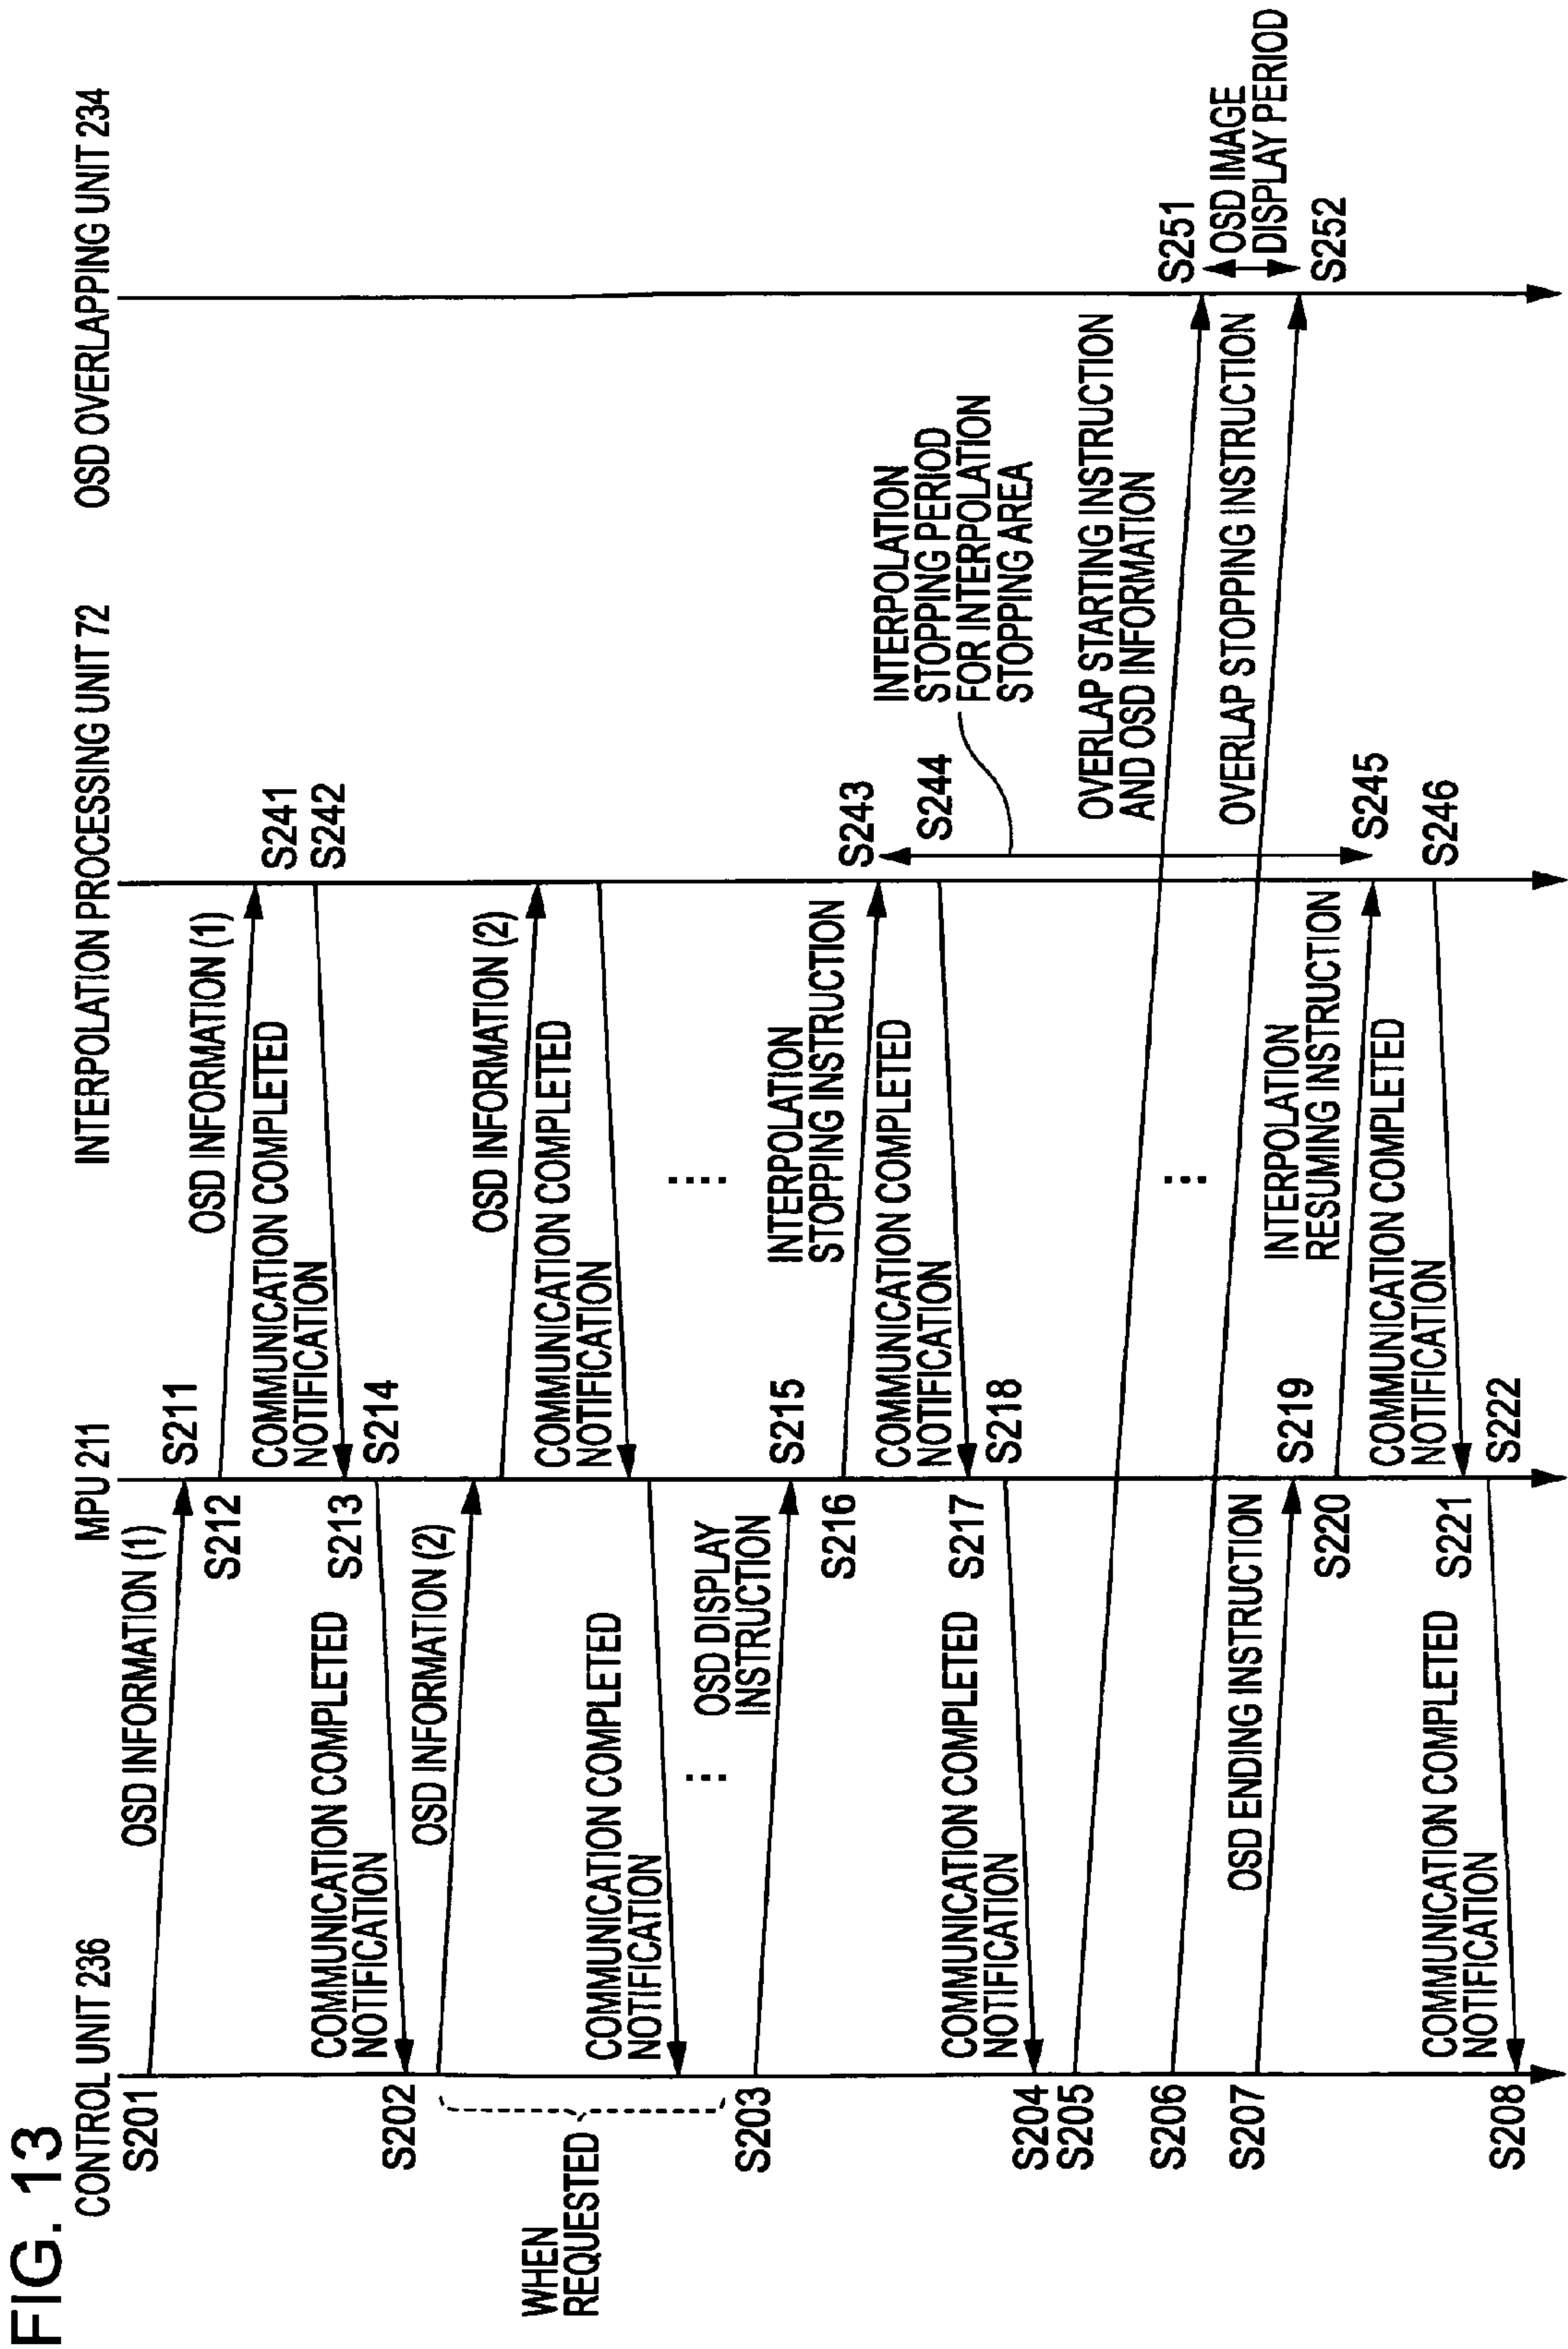 FIG. 13
CONTROL UNIT 236
MPU 211
INTERPOLATION PROCESSING UNIT 72
OSD OVERLAPPING UNIT 234
S201
OSD INFORMATION (1)
S211
S212
OSD INFORMATION (1)
S241
COMMUNICATION COMPLETED
NOTIFICATION
S242
S213
S214
COMMUNICATION COMPLETED
NOTIFICATION
S202
OSD INFORMATION (2)
OSD INFORMATION (2)
COMMUNICATION COMPLETED
NOTIFICATION
COMMUNICATION COMPLETED
NOTIFICATION
WHEN
REQUESTED
....
...
S203
OSD DISPLAY
INSTRUCTION
S215
S216
INTERPOLATION
STOPPING INSTRUCTION
S243
INTERPOLATION
STOPPING PERIOD
FOR INTERPOLATION
STOPPING AREA
COMMUNICATION COMPLETED
NOTIFICATION
S244
S217
S218
COMMUNICATION COMPLETED
NOTIFICATION
S204
S205
OVERLAP STARTING INSTRUCTION
AND OSD INFORMATION
S251
OSD IMAGE
DISPLAY PERIOD
...
S206
OVERLAP STOPPING INSTRUCTION
S252
S207
OSD ENDING INSTRUCTION
S219
S220
INTERPOLATION
RESUMING INSTRUCTION
S245
COMMUNICATION COMPLETED
NOTIFICATION
S246
S221
S222
COMMUNICATION COMPLETED
NOTIFICATION
S208